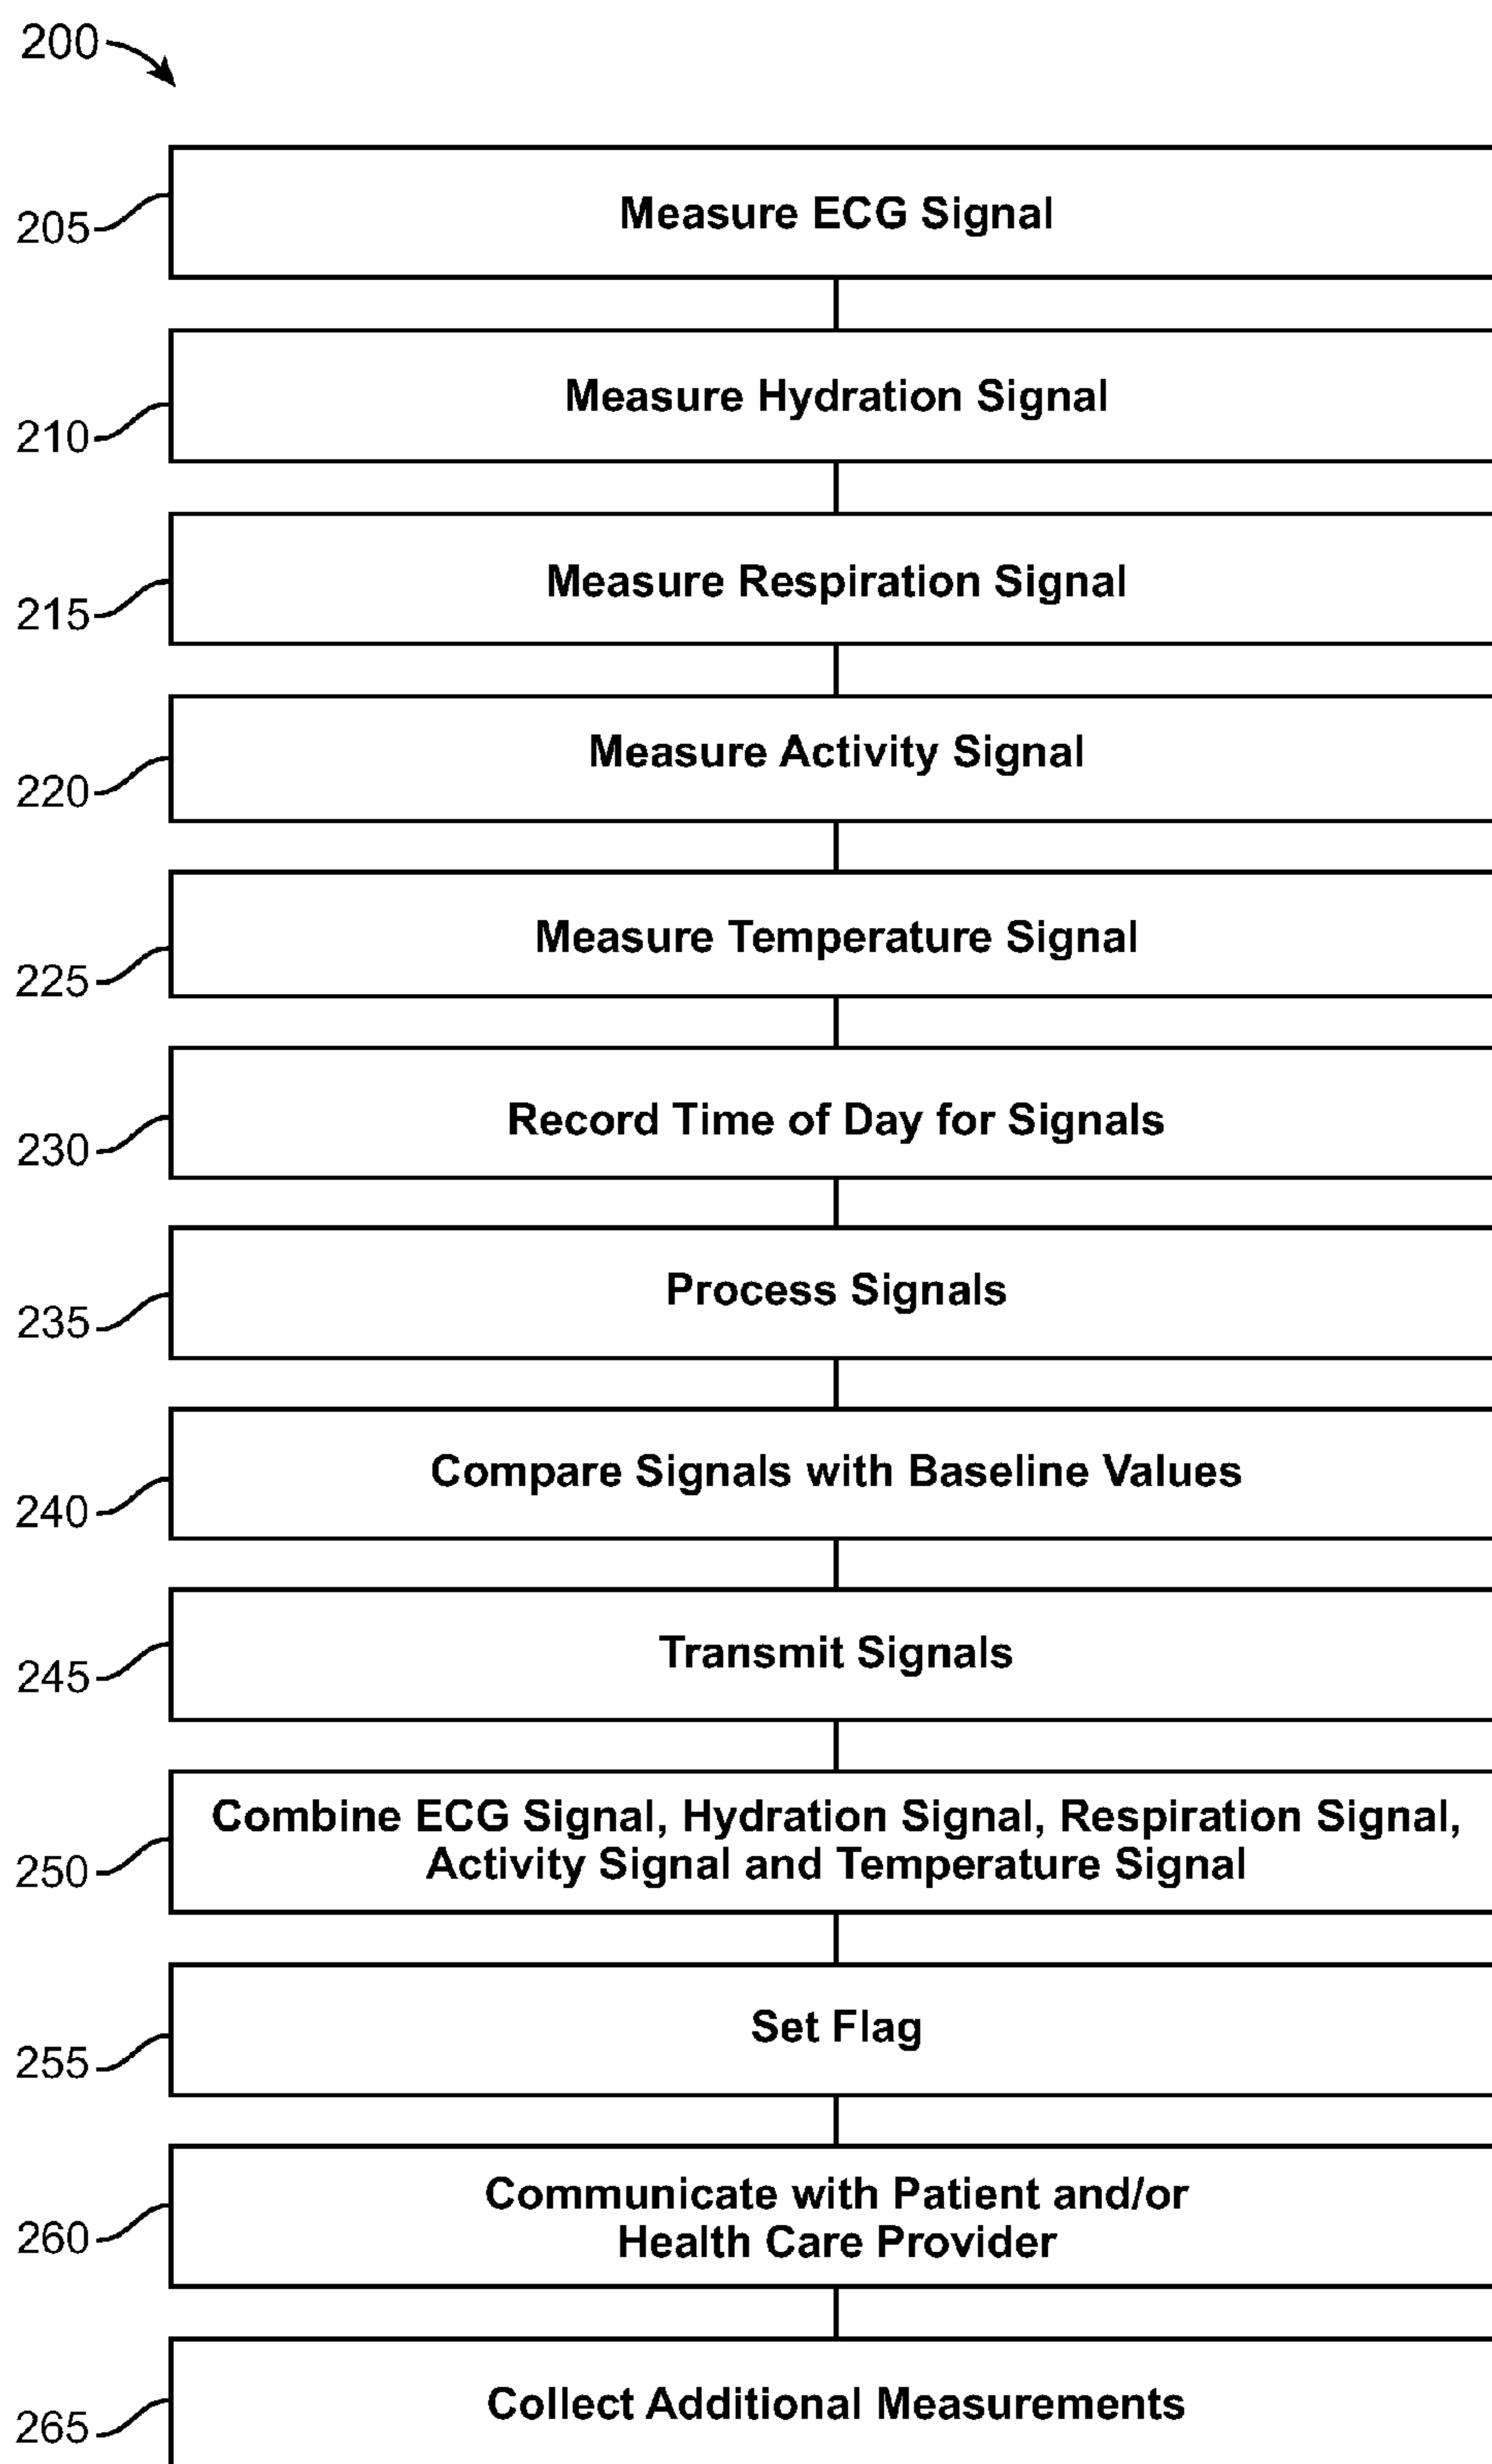 200
205
Measure ECG Signal
210
Measure Hydration Signal
215
Measure Respiration Signal
220
Measure Activity Signal
225
Measure Temperature Signal
230
Record Time of Day for Signals
235
Process Signals
240
Compare Signals with Baseline Values
245
Transmit Signals
250
Combine ECG Signal, Hydration Signal, Respiration Signal,
Activity Signal and Temperature Signal
255
Set Flag
260
Communicate with Patient and/or
Health Care Provider
265
Collect Additional Measurements